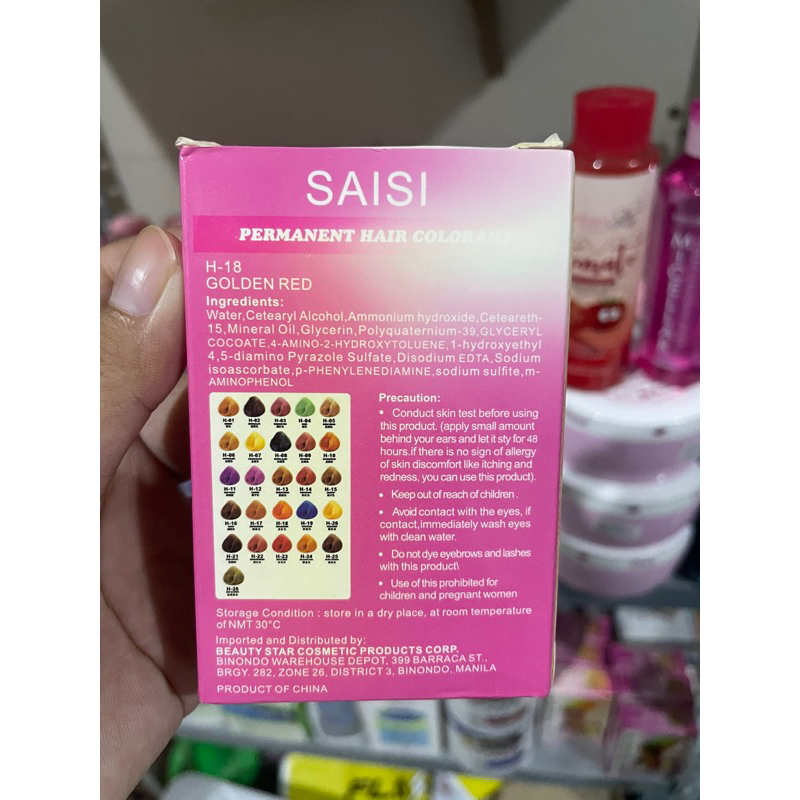 SAISI
PERMANENT HAIR COLORANT
H-18
GOLDEN RED
Ingredients:
Water,Cetearyl Alcohol,Ammonium hydroxide,Ceteareth-
15,Mineral Oil,Glycerin,Polyquaternium-39,GLYCERYL
COCOATE,4-AMINO-2-HYDROXYTOLUENE,1-hydroxyethyl
4,5-diamino Pyrazole Sulfate,Disodium EDTA,Sodium
isoascorbate,p-PHENYLENEDIAMINE,sodium sulfite,m-
AMINOPHENOL
H-01 H-02 H-03 H-04 H-05
H-06 H-07 H-08 H-09 H-10
H-11 H-12 H-13 H-14 H-15
H-16 H-17 H-18 H-19 H-20
H-21 H-22 H-23 H-24 H-25
H-26
Precaution:
• Conduct skin test before using
this product. (apply small amount
behind your ears and let it sty for 48
hours.if there is no sign of allergy
of skin discomfort like itching and
redness, you can use this product).
• Keep out of reach of children .
• Avoid contact with the eyes, if
contact,immediately wash eyes
with clean water.
• Do not dye eyebrows and lashes
with this product\
• Use of this prohibited for
children and pregnant women
Storage Condition : store in a dry place, at room temperature
of NMT 30°C
Imported and Distributed by:
BEAUTY STAR COSMETIC PRODUCTS CORP.
BINONDO WAREHOUSE DEPOT, 399 BARRACA ST.,
BRGY. 282, ZONE 26, DISTRICT 3, BINONDO, MANILA
PRODUCT OF CHINA